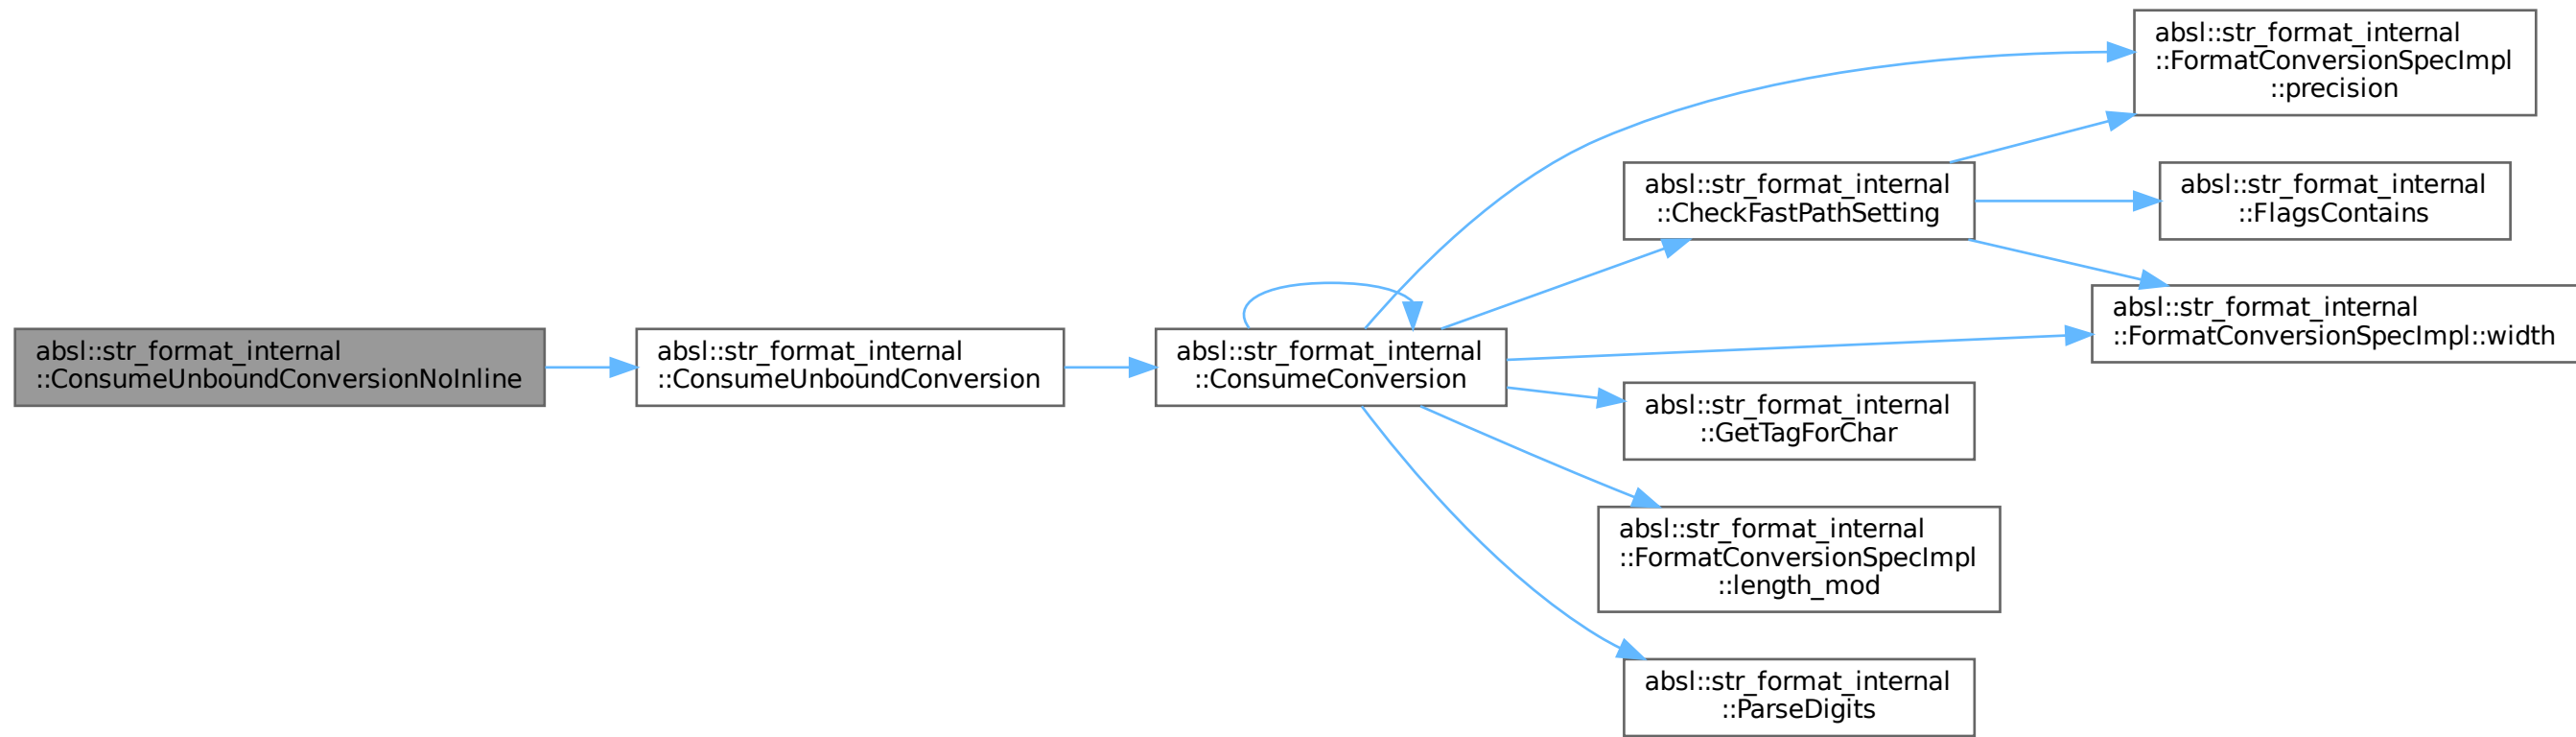 absl::str_format_internal
::ConsumeUnboundConversionNoInline
absl::str_format_internal
::ConsumeUnboundConversion
absl::str_format_internal
::ConsumeConversion
absl::str_format_internal
::FormatConversionSpecImpl
::precision
absl::str_format_internal
::CheckFastPathSetting
absl::str_format_internal
::FlagsContains
absl::str_format_internal
::FormatConversionSpecImpl::width
absl::str_format_internal
::GetTagForChar
absl::str_format_internal
::FormatConversionSpecImpl
::length_mod
absl::str_format_internal
::ParseDigits